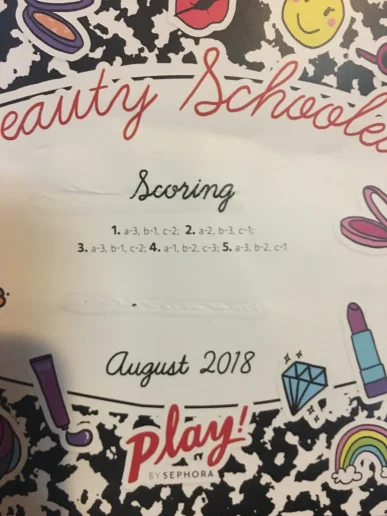 eauty Schooled
Scoring
1. a-3, b-1, c-2; 2. a-2, b-3, c-1;
3. a-3, b-1, c-2; 4. a-1, b-2, c-3; 5. a-3, b-2, c-1
August 2018
Play!
BY SEPHORA